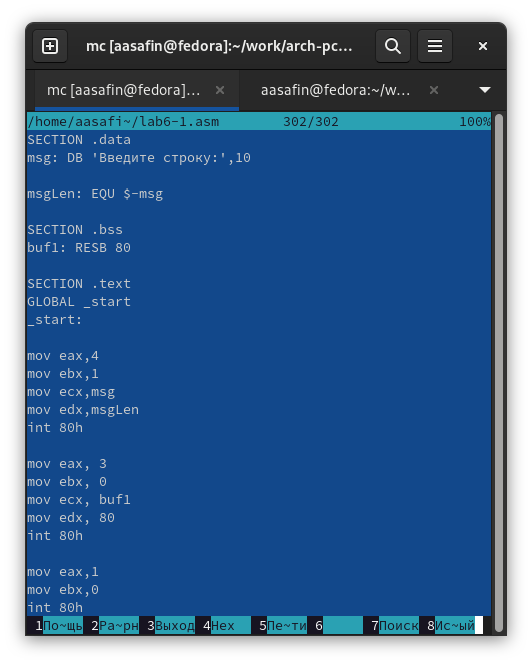 mc [aasafin@fedora]:~/work/arch-pc...
mc [aasafin@fedora]... aasafin@fedora:~/w...
/home/aasafi~/lab6-1.asm 302/302 100%
SECTION .data
msg: DB 'Введите строку:',10
msgLen: EQU $-msg
SECTION .bss
buf1: RESB 80
SECTION .text
GLOBAL _start
_start:
mov eax,4
mov ebx,1
mov ecx,msg
mov edx,msgLen
int 80h
mov eax, 3
mov ebx, 0
mov ecx, buf1
mov edx, 80
int 80h
mov eax,1
mov ebx,0
int 80h
1По~щь 2Ра~рн 3Выход 4Hex 5Пе~ти 6 7Поиск 8Ис~ый